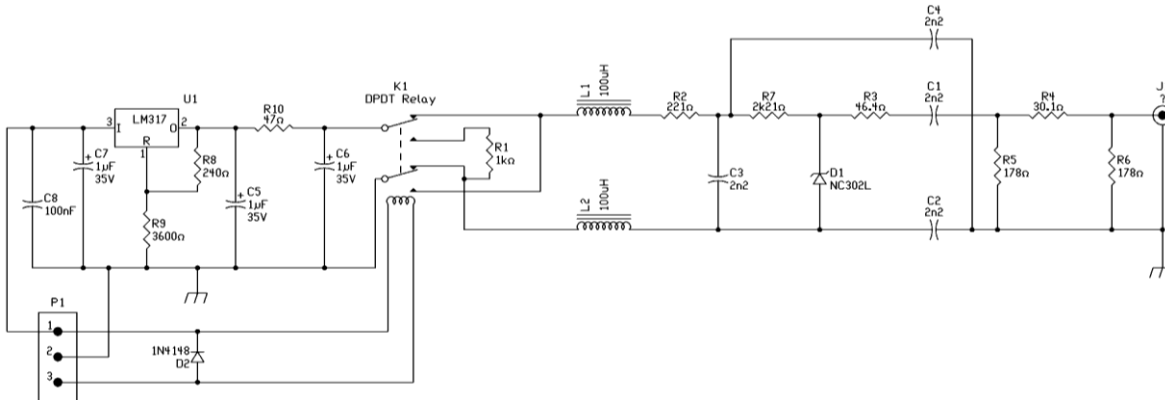 C4
2n2
K1
DPDT Relay
L1
100uH
U1
R10
47Ω
R2
221Ω
R7
2k21Ω
R3
46.4Ω
C1
2n2
R4
30.1Ω
J
3
I
LM317
O
2
R
1
C7
1µF
35V
R8
240Ω
C6
1µF
35V
R1
1kΩ
C8
100nF
C5
1µF
35V
R9
3600Ω
L2
100uH
C3
2n2
D1
NC302L
C2
2n2
R5
178Ω
R6
178Ω
P1
1
2
3
1N4148
D2